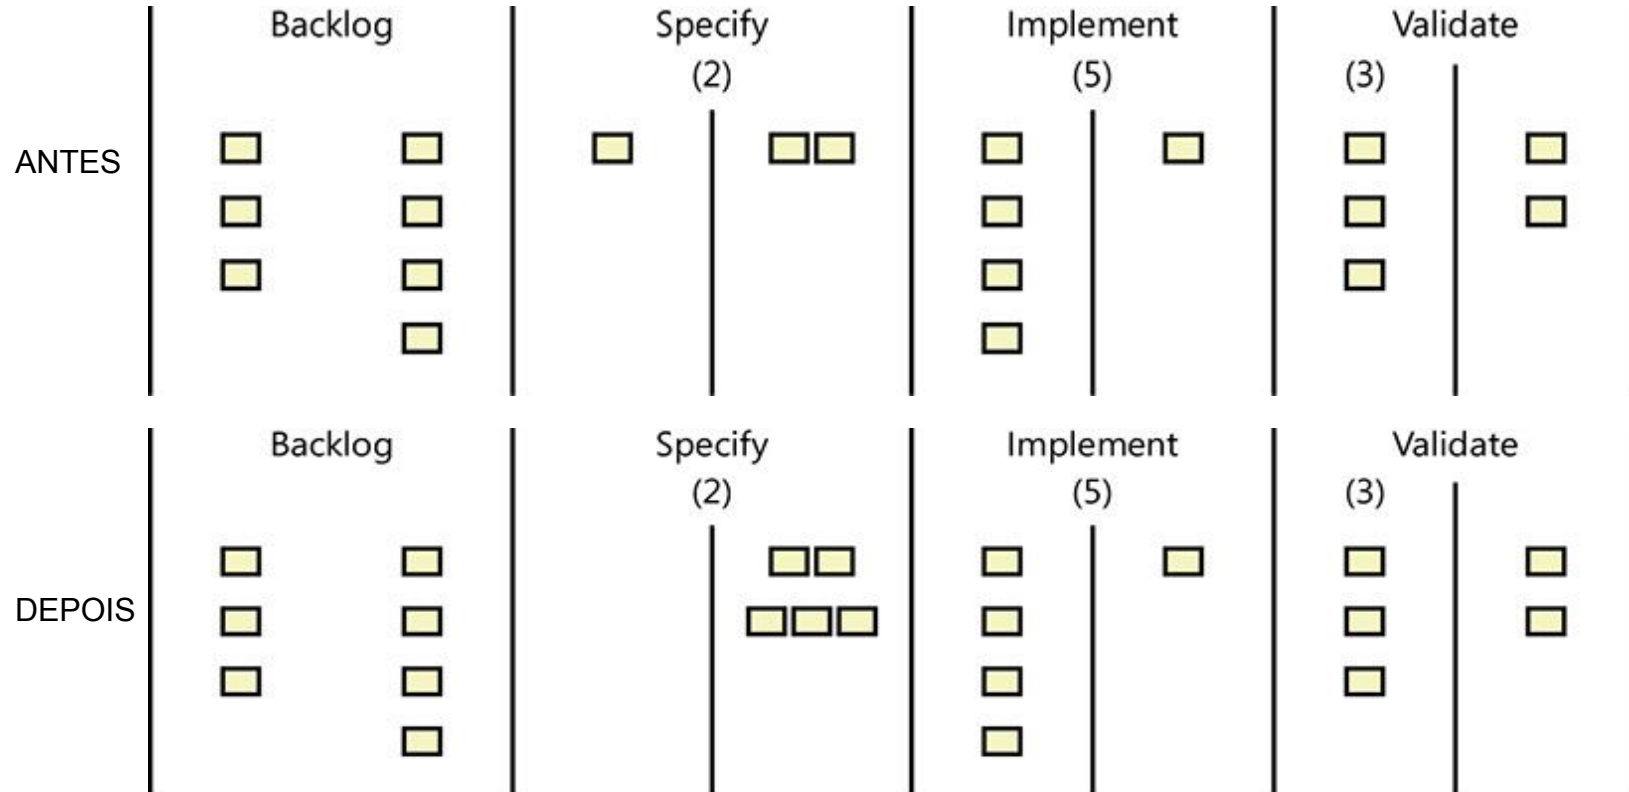 Backlog
Specify
Implement
Validate
(2)
(5)
(3)
ANTES
Backlog
Specify
Implement
Validate
(2)
(5)
(3)
DEPOIS